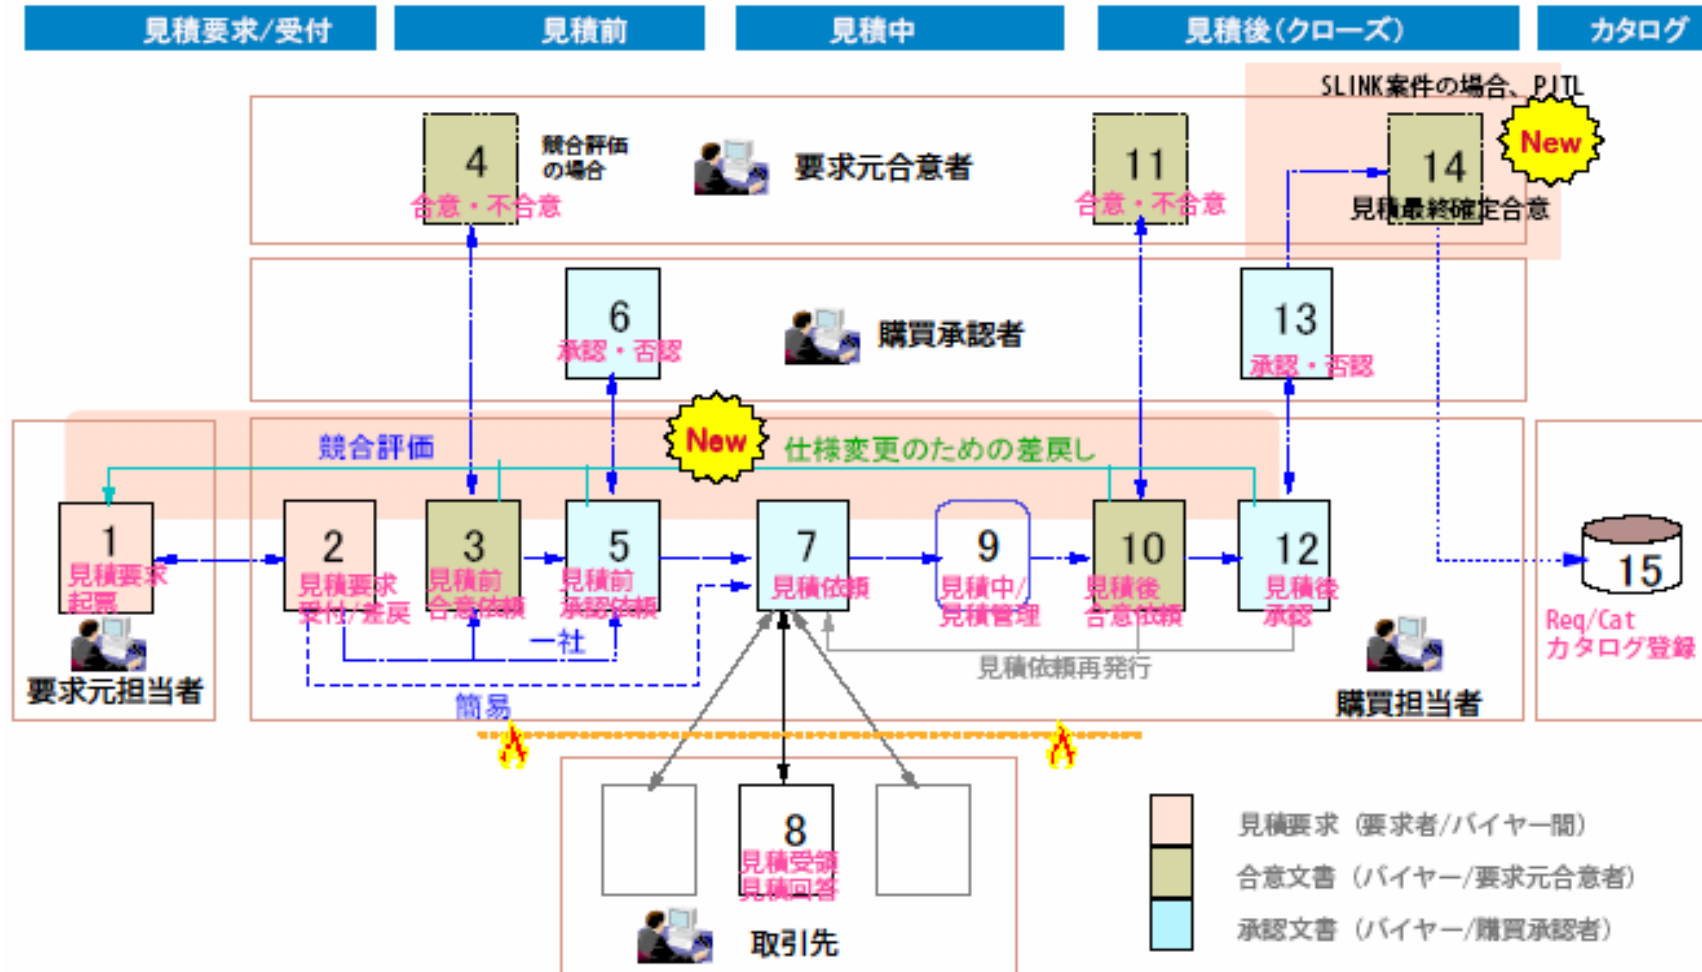 見積要求/受付
見積前
見積中
見積後(クローズ)
カタログ
SLINK案件の場合、PJTL
New
4
競合評価
の場合
合意・不合意
要求元合意者
11
合意・不合意
14
見積最終確定合意
6
承認・否認
購買承認者
13
承認・否認
競合評価
New
仕様変更のための差戻し
1
見積要求
起票
2
見積要求
受付/差戻
3
見積前
合意依頼
5
見積前
承認依頼
7
見積依頼
9
見積中/
見積管理
10
見積後
合意依頼
12
見積後
承認
15
Req/Cat
カタログ登録
一社
簡易
見積依頼再発行
要求元担当者
購買担当者
8
見積受領
見積回答
取引先
見積要求 (要求者/バイヤー間)
合意文書 (バイヤー/要求元合意者)
承認文書 (バイヤー/購買承認者)